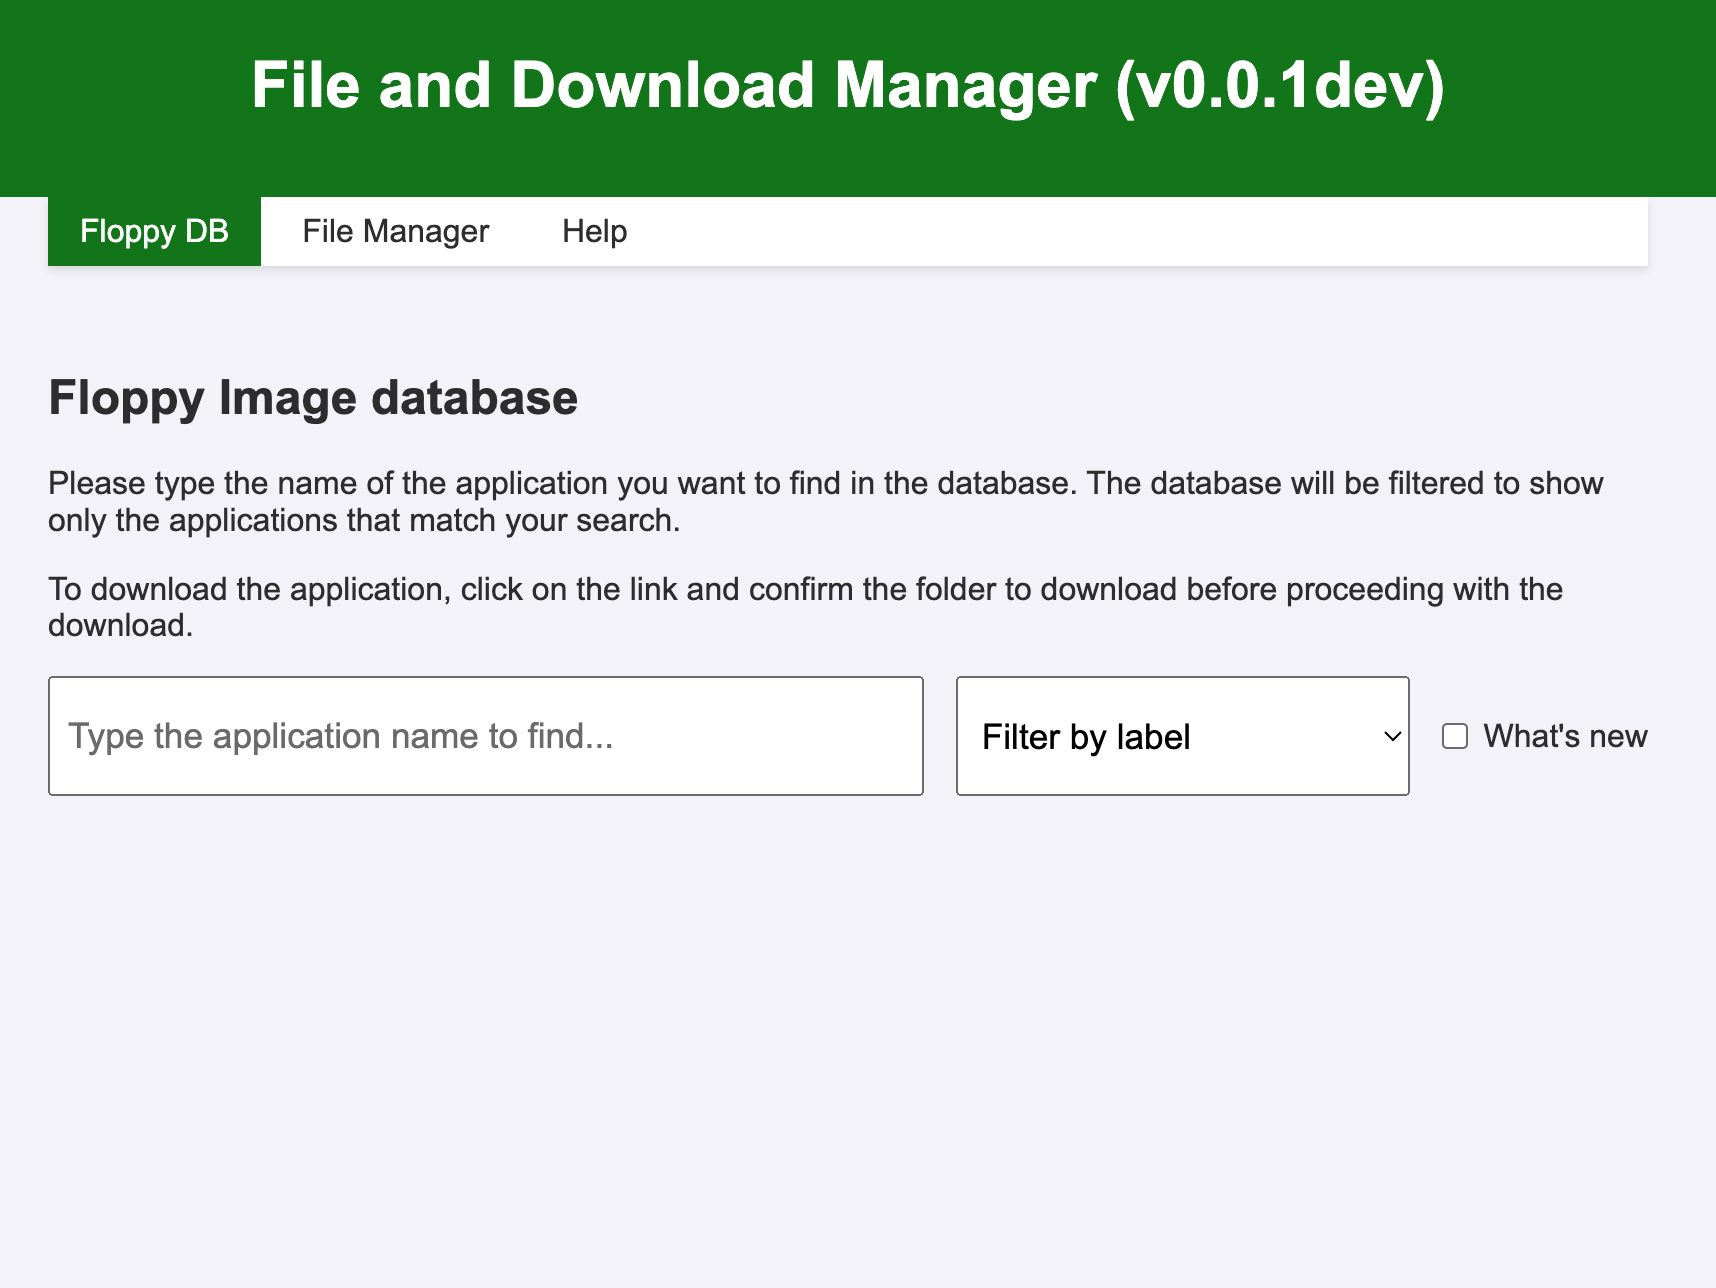 File and Download Manager (v0.0.1dev)
Floppy DB File Manager Help
Floppy Image database
Please type the name of the application you want to find in the database. The database will be filtered to show
only the applications that match your search.
To download the application, click on the link and confirm the folder to download before proceeding with the
download.
Type the application name to find... Filter by label What's new